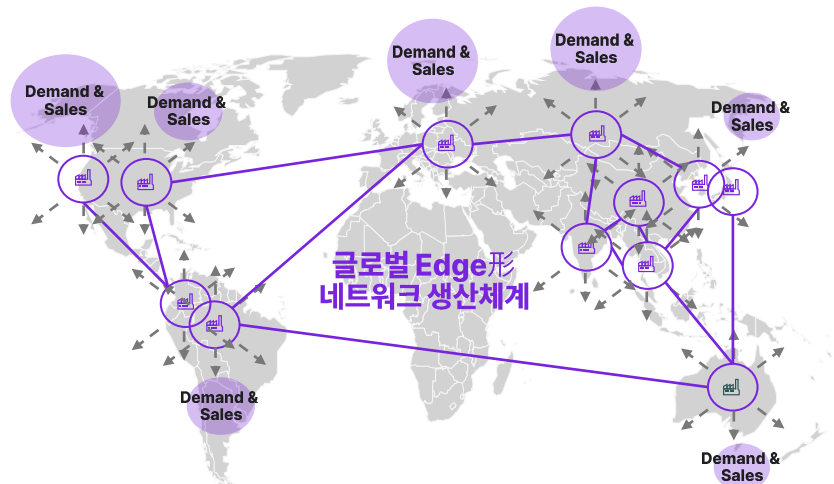 Demand &
Sales
Demand &
Sales
Demand &
Sales
Demand &
Sales
Demand &
Sales
글로벌 Edge形
네트워크 생산체계
Demand &
Sales
Demand &
Sales